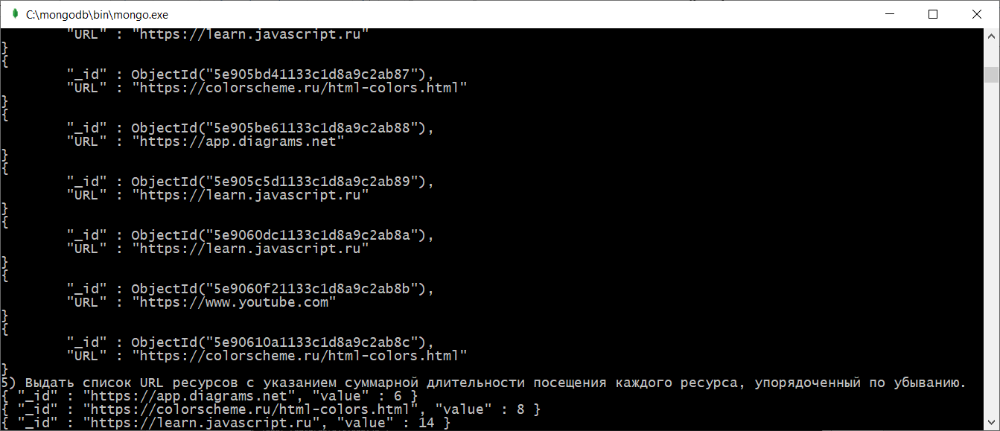 C:\mongodb\bin\mongo.exe
"URL" : "https://learn.javascript.ru"
}
{
"_id" : ObjectId("5e905bd41133c1d8a9c2ab87"),
"URL" : "https://colorscheme.ru/html-colors.html"
}
{
"_id" : ObjectId("5e905be61133c1d8a9c2ab88"),
"URL" : "https://app.diagrams.net"
}
{
"_id" : ObjectId("5e905c5d1133c1d8a9c2ab89"),
"URL" : "https://learn.javascript.ru"
}
{
"_id" : ObjectId("5e9060dc1133c1d8a9c2ab8a"),
"URL" : "https://learn.javascript.ru"
}
{
"_id" : ObjectId("5e9060f21133c1d8a9c2ab8b"),
"URL" : "https://www.youtube.com"
}
{
"_id" : ObjectId("5e90610a1133c1d8a9c2ab8c"),
"URL" : "https://colorscheme.ru/html-colors.html"
}
5) Выдать список URL ресурсов с указанием суммарной длительности посещения каждого ресурса, упорядоченный по убыванию.
{ "_id" : "https://app.diagrams.net", "value" : 6 }
{ "_id" : "https://colorscheme.ru/html-colors.html", "value" : 8 }
{ "_id" : "https://learn.javascript.ru", "value" : 14 }